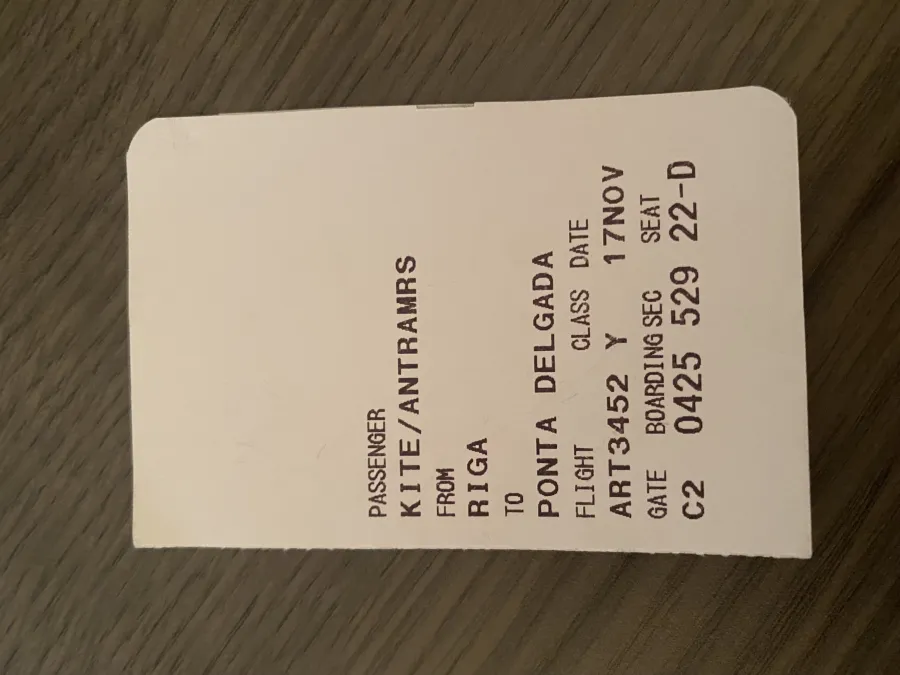 PASSENGER
KITE/ANTRAMRS
FROM
RIGA
TO
PONTA DELGADA
FLIGHT CLASS DATE
ART3452 Y 17NOV
GATE BOARDING SEC SEAT
C2 0425 529 22-D